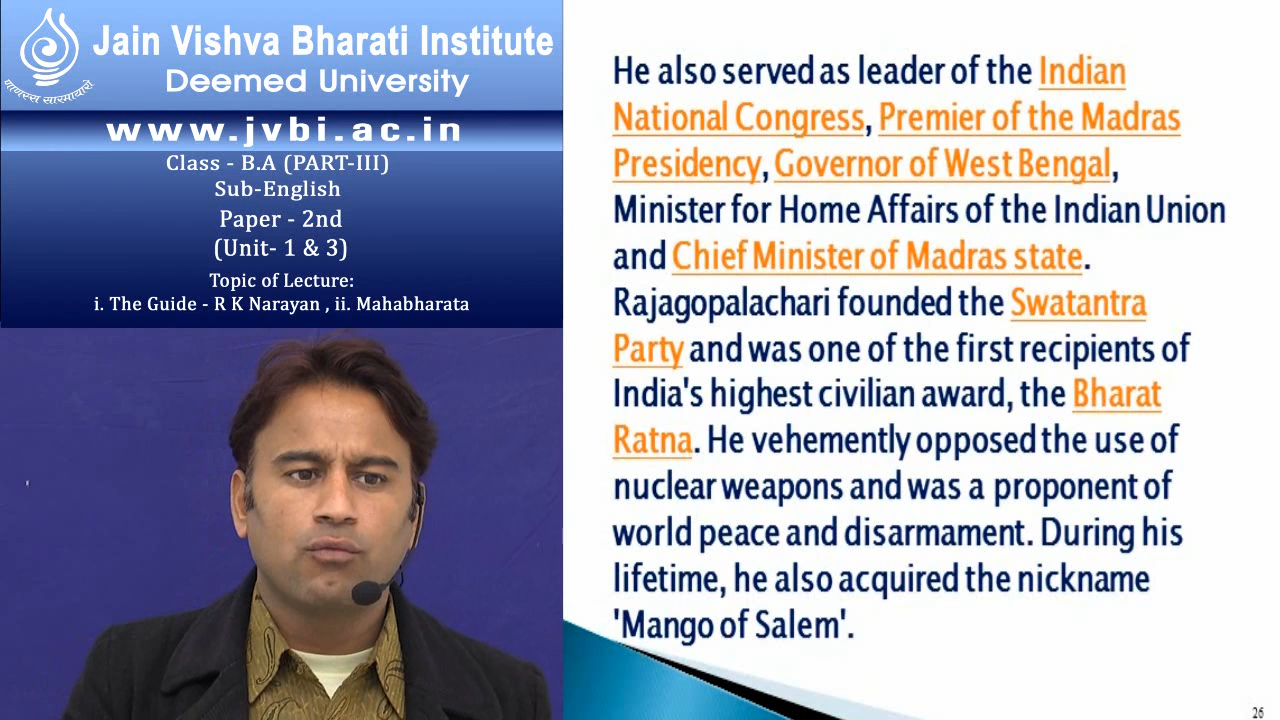 Jain Vishva Bharati Institute
Deemed University
णाणस्स सारमायारो
www.jvbi.ac.in
Class - B.A (PART-III)
Sub-English
Paper - 2nd
(Unit- 1 & 3)
Topic of Lecture:
i. The Guide - R K Narayan , ii. Mahabharata
He also served as leader of the Indian
National Congress, Premier of the Madras
Presidency, Governor of West Bengal,
Minister for Home Affairs of the Indian Union
and Chief Minister of Madras state.
Rajagopalachari founded the Swatantra
Party and was one of the first recipients of
India's highest civilian award, the Bharat
Ratna. He vehemently opposed the use of
nuclear weapons and was a proponent of
world peace and disarmament. During his
lifetime, he also acquired the nickname
'Mango of Salem'.
26